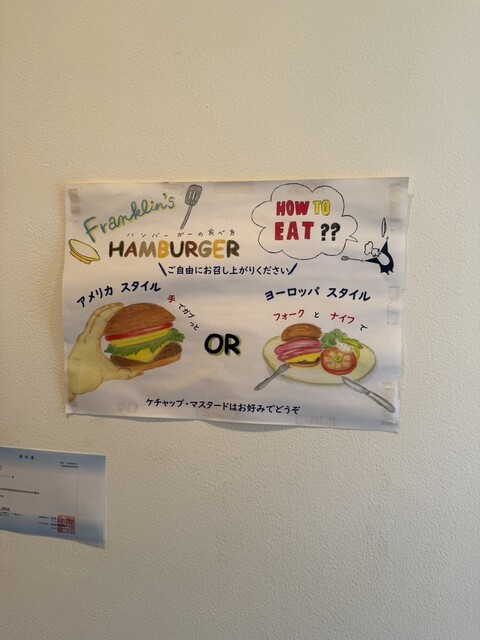 Franklin's
ハンバーガーの食べ方
HAMBURGER
HOW TO
EAT??
ご自由にお召し上がりください
アメリカ スタイル
手でガブっと
OR
ヨーロッパ スタイル
フォークとナイフで
ケチャップ・マスタードはお好みでどうぞ